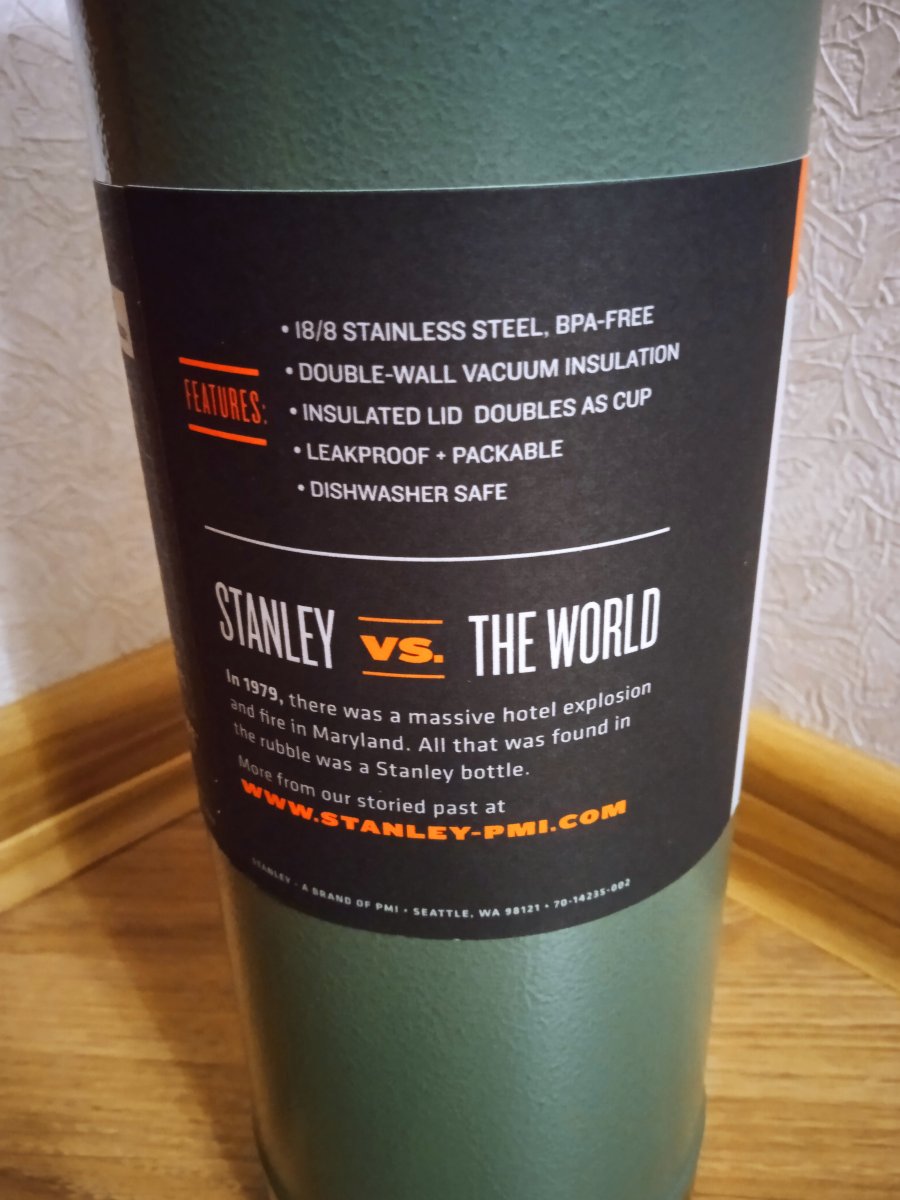 FEATURES:
• 18/8 STAINLESS STEEL, BPA-FREE
• DOUBLE-WALL VACUUM INSULATION
• INSULATED LID DOUBLES AS CUP
• LEAKPROOF + PACKABLE
• DISHWASHER SAFE
STANLEY VS. THE WORLD
In 1979, there was a massive hotel explosion
and fire in Maryland. All that was found in
the rubble was a Stanley bottle.
More from our storied past at
WWW.STANLEY-PMI.COM
STANLEY - A BRAND OF PMI • SEATTLE, WA 98121 • 70-14235-002